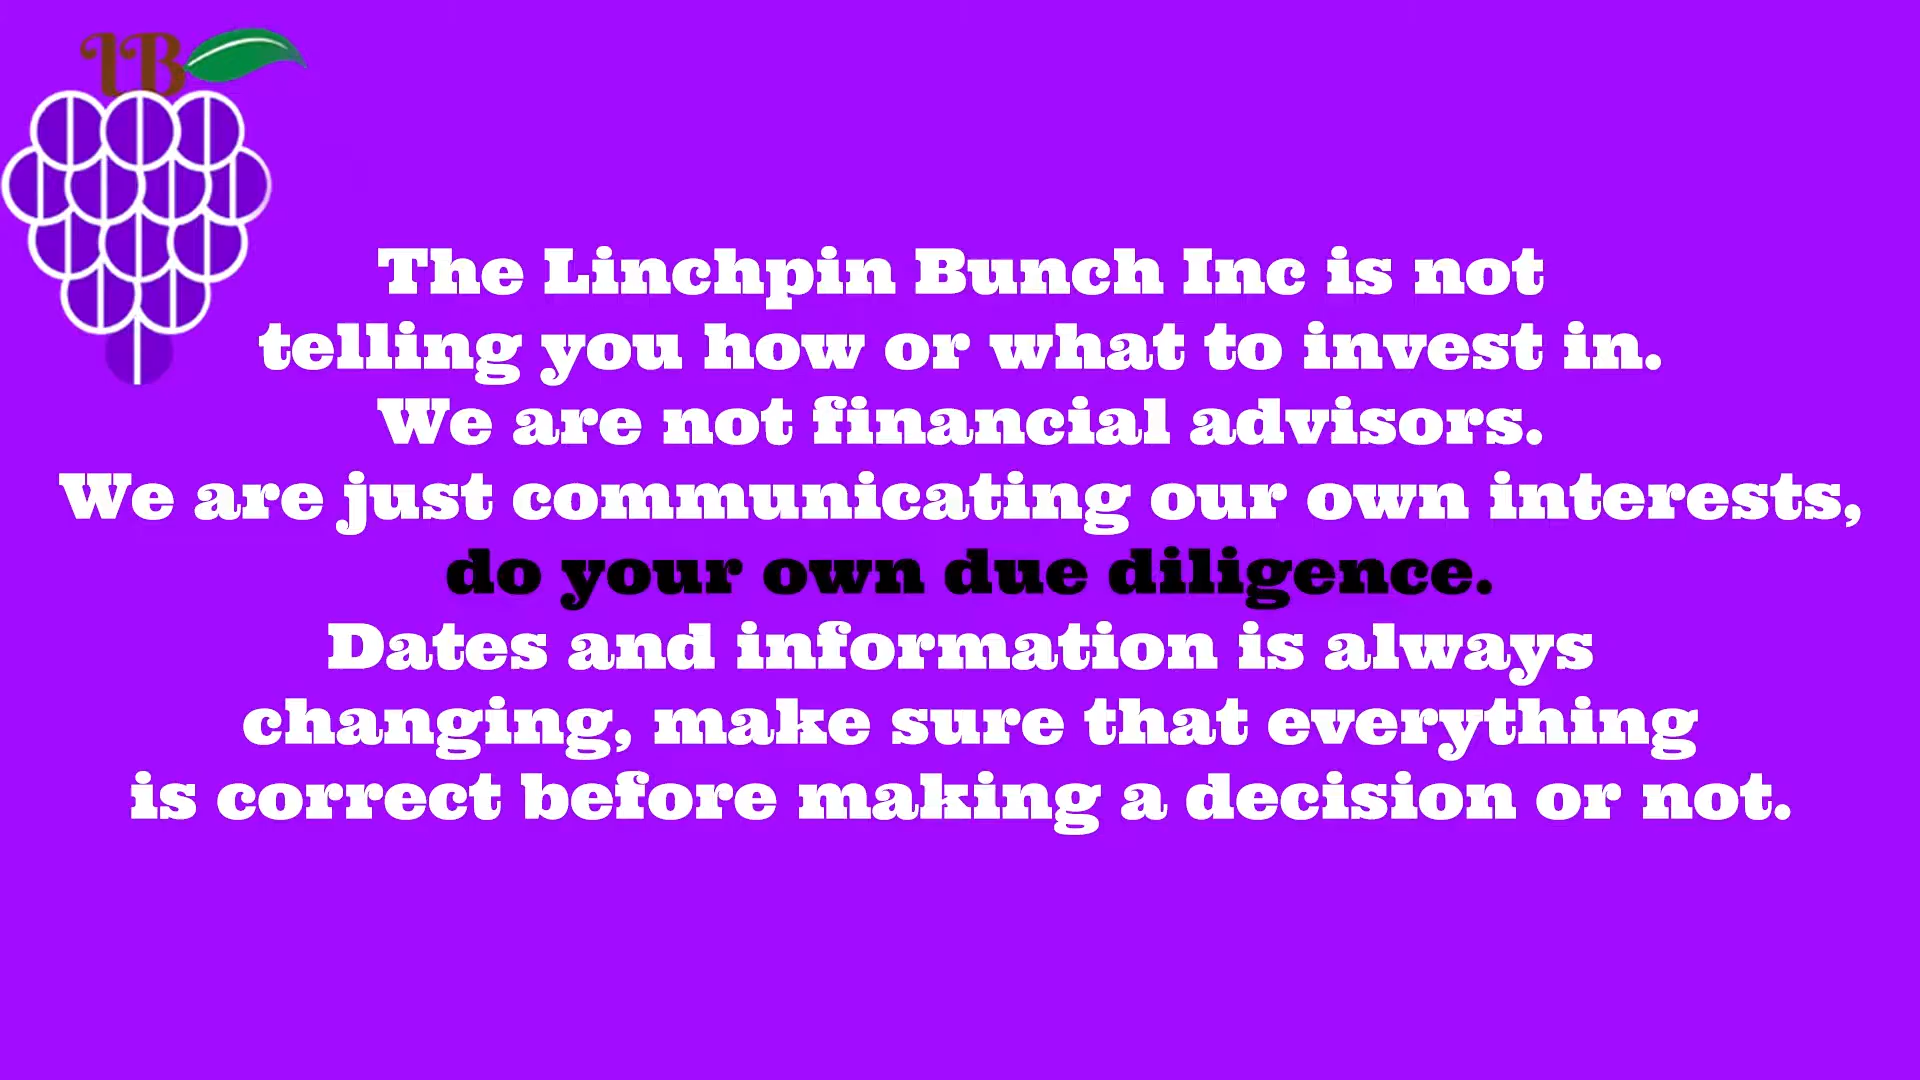 LB
The Linchpin Bunch Inc is not
telling you how or what to invest in.
We are not financial advisors.
We are just communicating our own interests,
do your own due diligence.
Dates and information is always
changing, make sure that everything
is correct before making a decision or not.